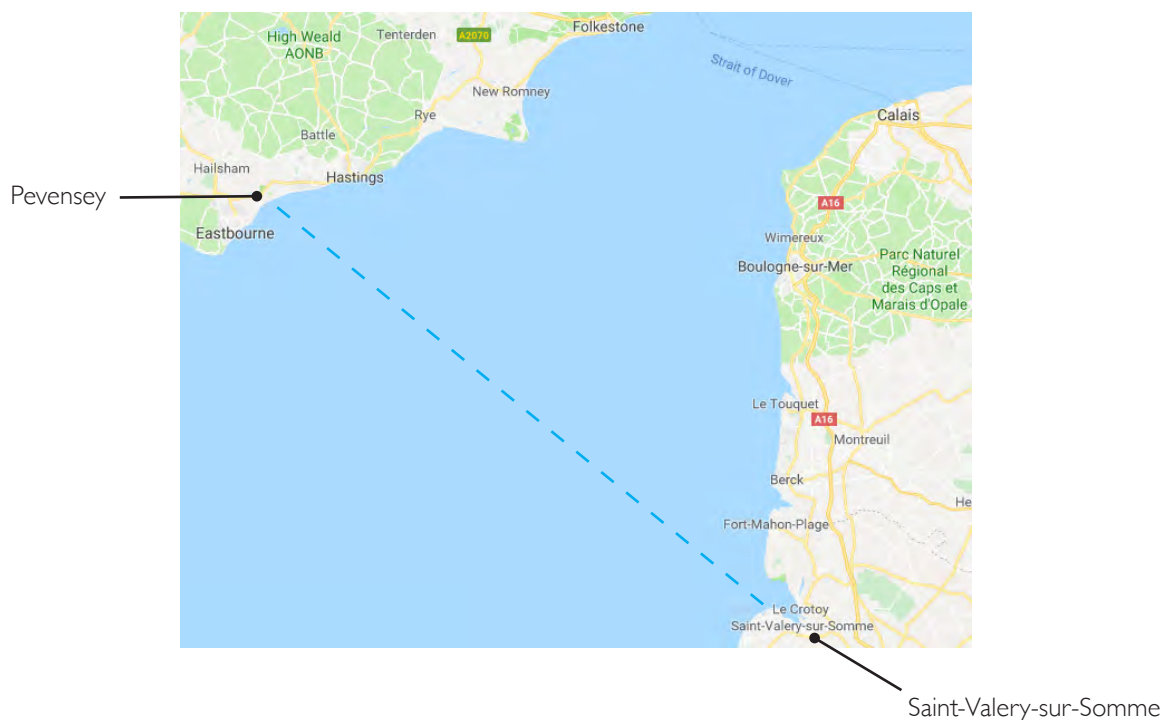 High Weald
AONB
Tenterden
A2070
Folkestone
Strait of Dover
New Romney
Rye
Calais
Battle
Hailsham
Hastings
Pevensey
A16
Eastbourne
Wimereux
Boulogne-sur-Mer
Parc Naturel
Régional
des Caps et
Marais d'Opale
Le Touquet
A16
Montreuil
Berck
He
Fort-Mahon-Plage
Le Crotoy
Saint-Valery-sur-Somme
Saint-Valery-sur-Somme